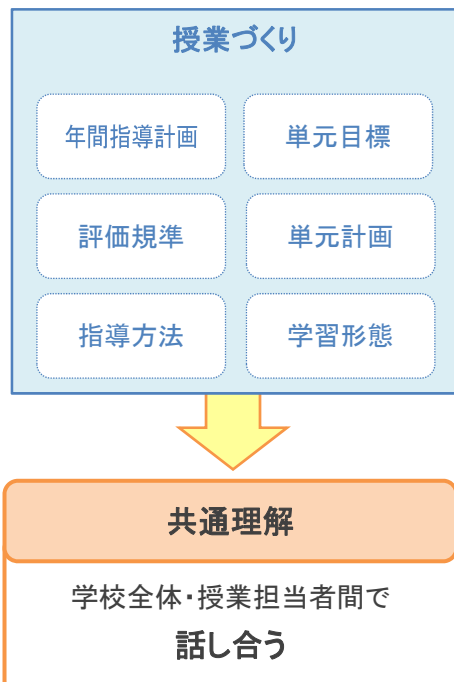 授業づくり
年間指導計画 単元目標
評価規準 単元計画
指導方法 学習形態
共通理解
学校全体・授業担当者間で
話し合う